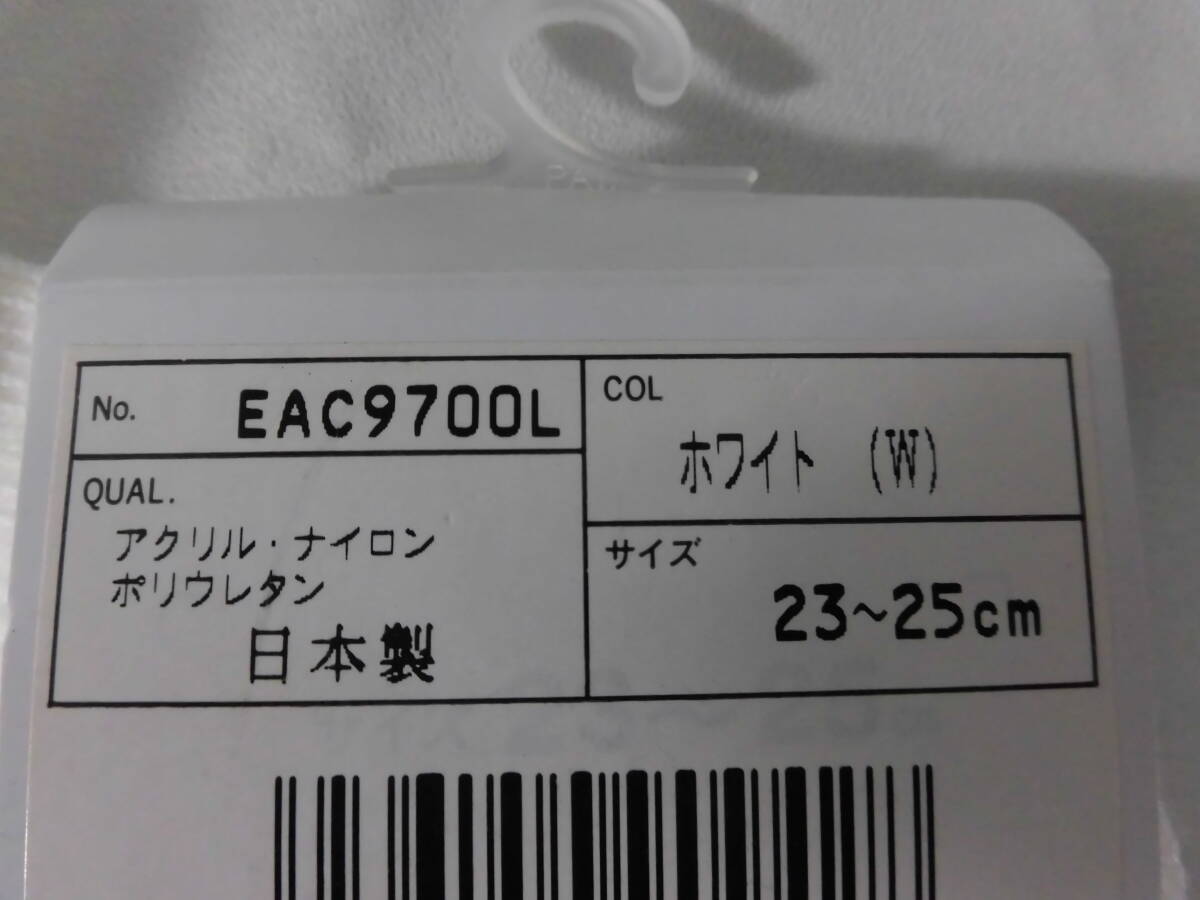 No. EAC9700L
QUAL.
アクリル・ナイロン
ポリウレタン
日本製
COL
ホワイト (W)
サイズ
23~25cm